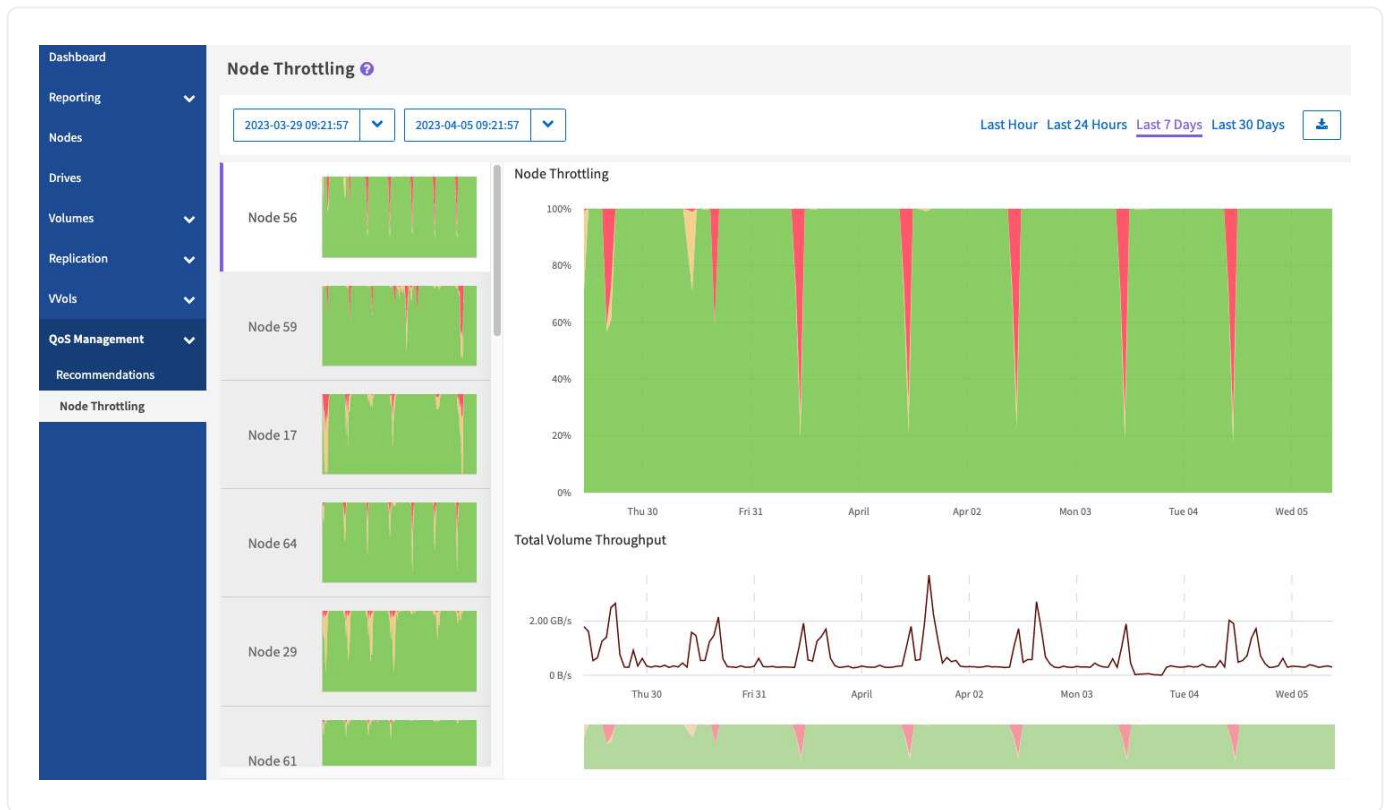 Dashboard
Reporting
Nodes
Drives
Volumes
Replication
VVols
QoS Management
Recommendations
Node Throttling
Node Throttling ?
2023-03-29 09:21:57
2023-04-05 09:21:57
Last Hour Last 24 Hours Last 7 Days Last 30 Days
Node 56
Node 59
Node 17
Node 64
Node 29
Node 61
Node Throttling
100%
80%
60%
40%
20%
0%
Thu 30 Fri 31 April Apr 02 Mon 03 Tue 04 Wed 05
Total Volume Throughput
2.00 GB/s
0 B/s
Thu 30 Fri 31 April Apr 02 Mon 03 Tue 04 Wed 05